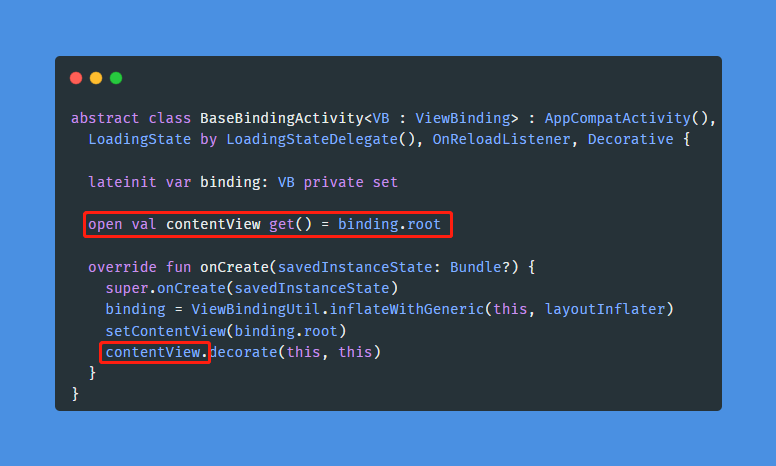 abstract class BaseBindingActivity<VB : ViewBinding> : AppCompatActivity(),
LoadingState by LoadingStateDelegate(), OnReloadListener, Decorative {
lateinit var binding: VB private set
open val contentView get() = binding.root
override fun onCreate(savedInstanceState: Bundle?) {
super.onCreate(savedInstanceState)
binding = ViewBindingUtil.inflateWithGeneric(this, layoutInflater)
setContentView(binding.root)
contentView.decorate(this, this)
}
}